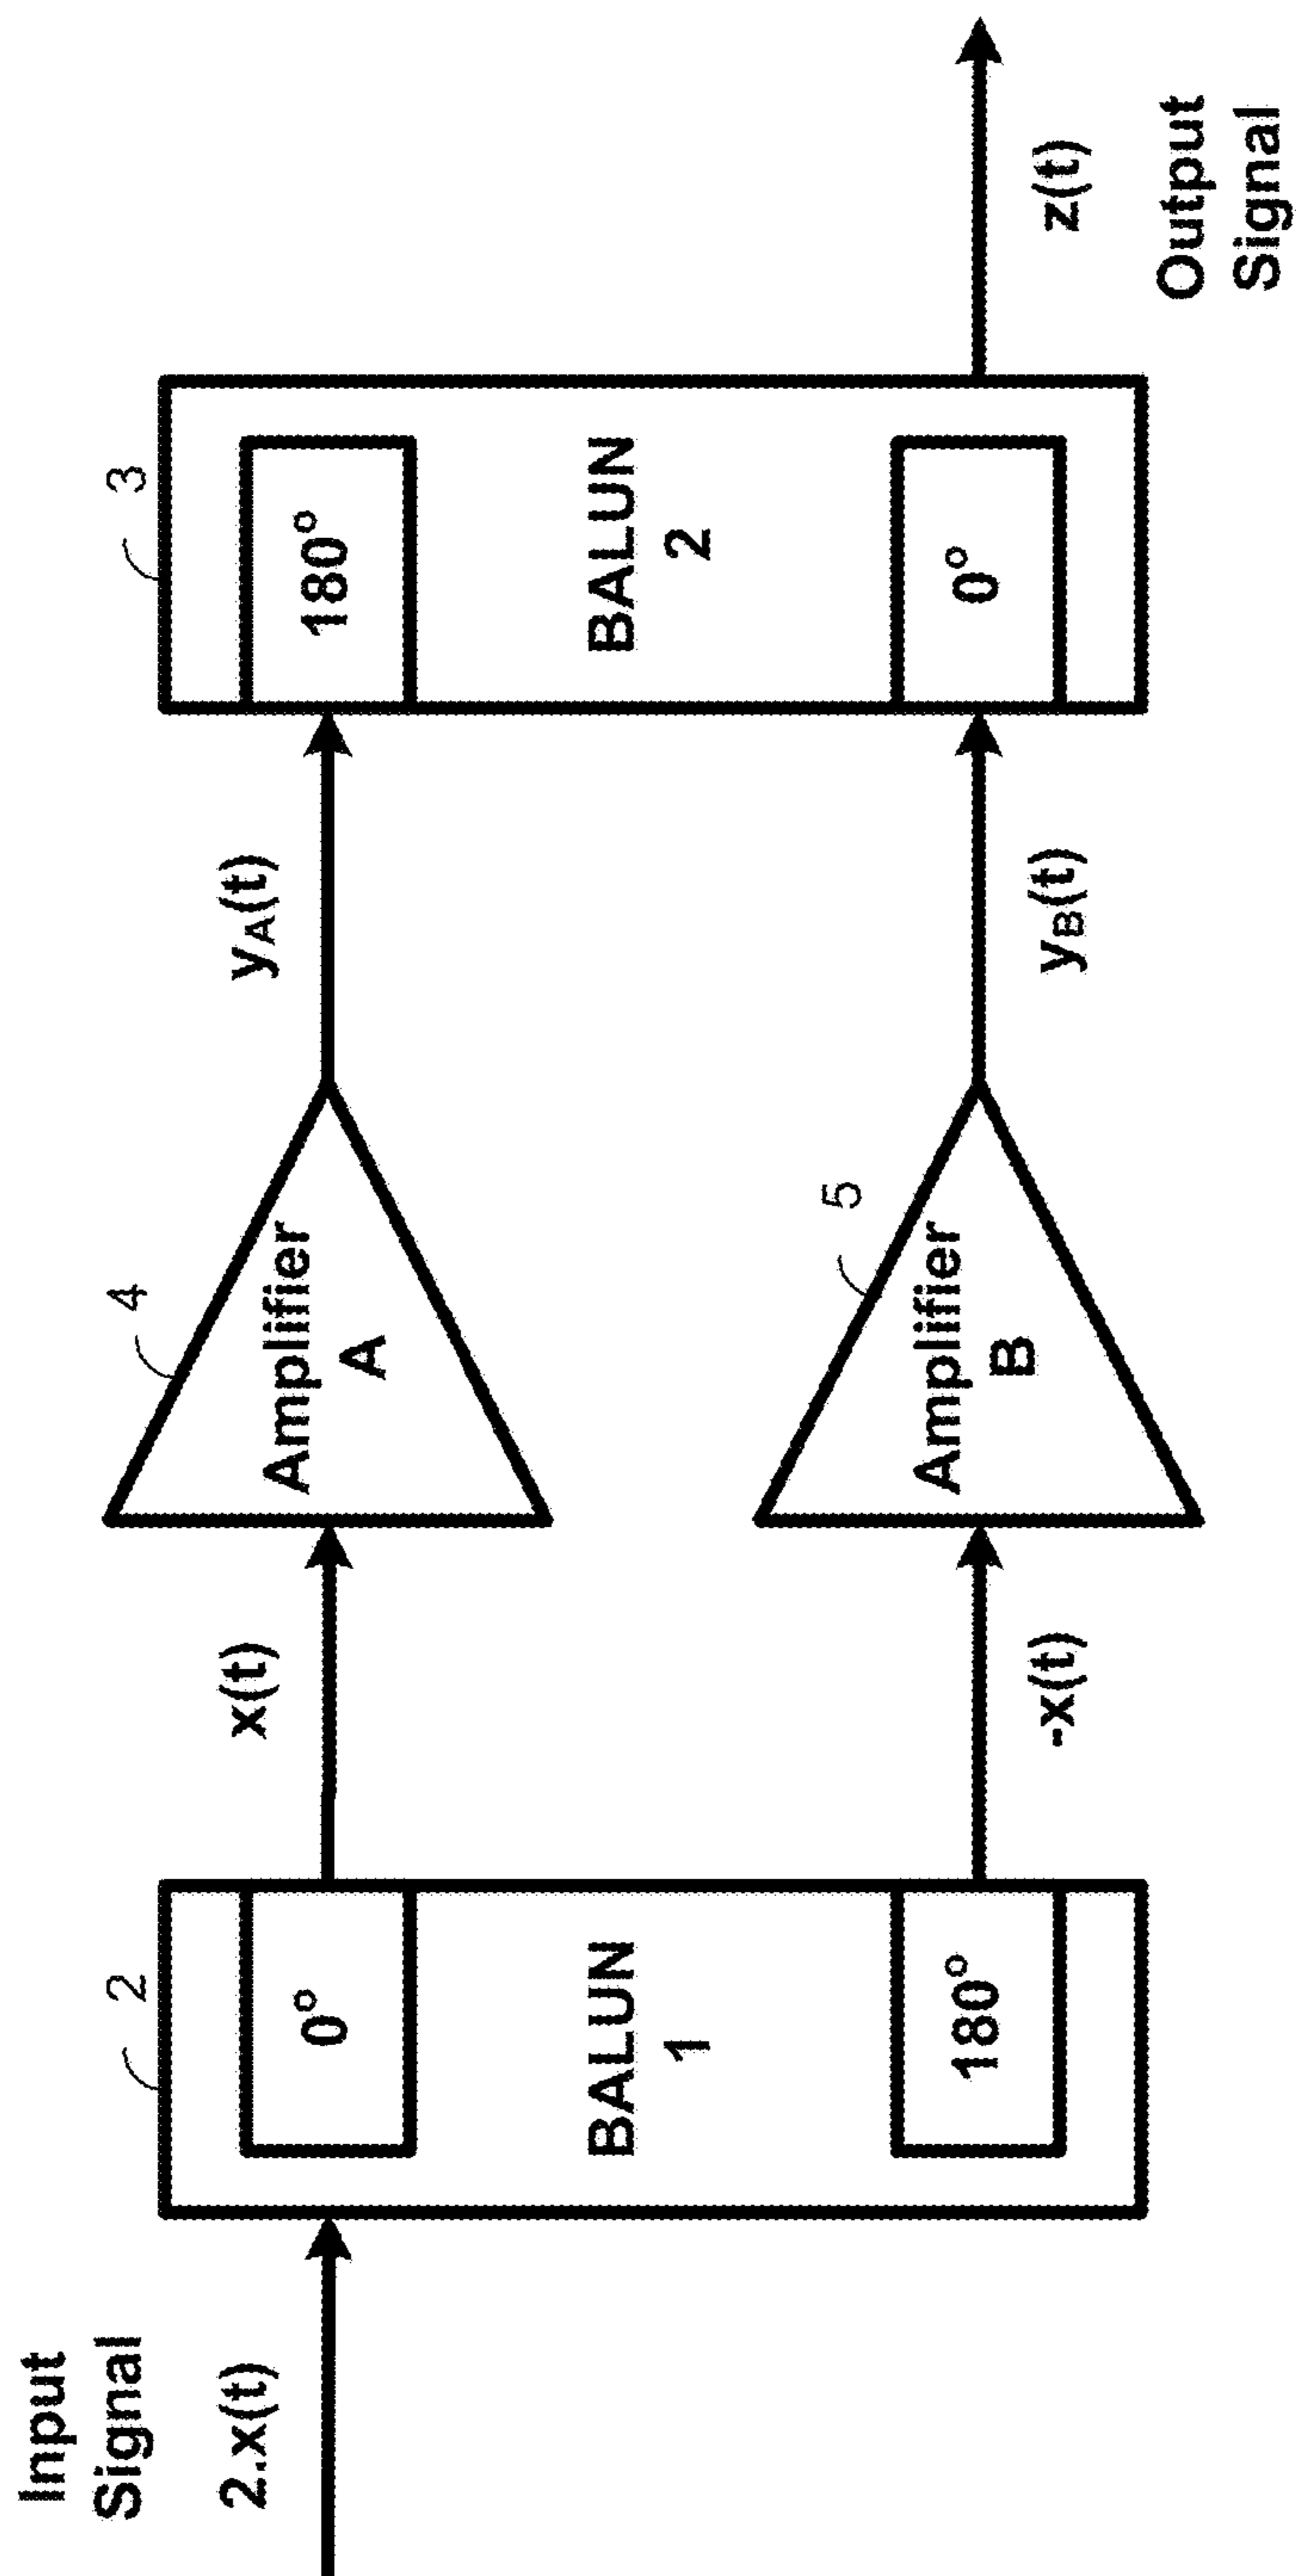 Input
Signal
2.x(t)
2
0°
BALUN
1
180°
x(t)
-x(t)
4
Amplifier
A
5
Amplifier
B
yA(t)
yB(t)
3
180°
BALUN
2
0°
z(t)
Output
Signal